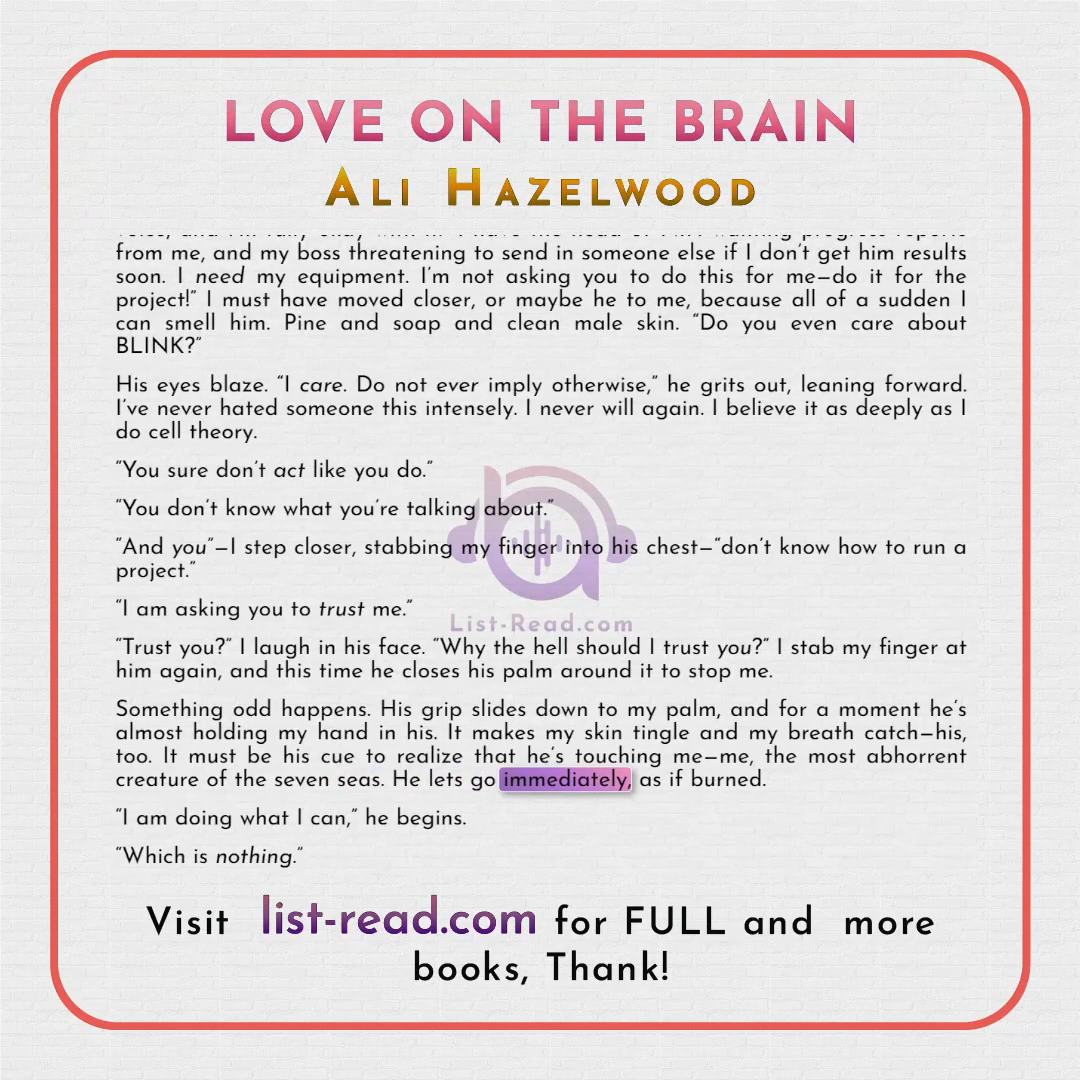 LOVE ON THE BRAIN
ALI HAZELWOOD
from me, and my boss threatening to send in someone else if I don't get him results
soon. I need my equipment. I'm not asking you to do this for me—do it for the
project!" I must have moved closer, or maybe he to me, because all of a sudden I
can smell him. Pine and soap and clean male skin. "Do you even care about
BLINK?"
His eyes blaze. "I care. Do not ever imply otherwise," he grits out, leaning forward.
I've never hated someone this intensely. I never will again. I believe it as deeply as I
do cell theory.
"You sure don't act like you do."
"You don't know what you're talking about."
"And you"—I step closer, stabbing my finger into his chest—"don't know how to run a
project."
"I am asking you to trust me."
List-Read.com
"Trust you?" I laugh in his face. "Why the hell should I trust you?" I stab my finger at
him again, and this time he closes his palm around it to stop me.
Something odd happens. His grip slides down to my palm, and for a moment he's
almost holding my hand in his. It makes my skin tingle and my breath catch—his,
too. It must be his cue to realize that he's touching me—me, the most abhorrent
creature of the seven seas. He lets go immediately, as if burned.
"I am doing what I can," he begins.
"Which is nothing."
Visit list-read.com for FULL and more
books, Thank!